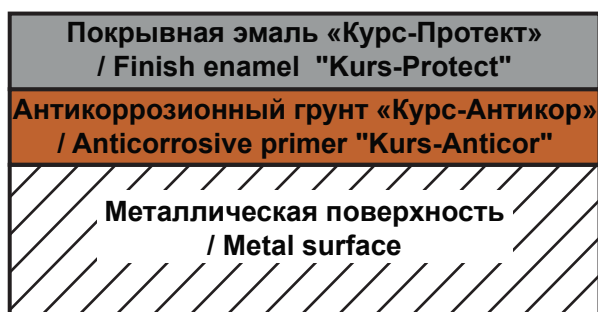 Покрывная эмаль «Курс-Протект»
/ Finish enamel "Kurs-Protect"
Антикоррозионный грунт «Курс-Антикор»
/ Anticorrosive primer "Kurs-Anticor"
Металлическая поверхность
/ Metal surface